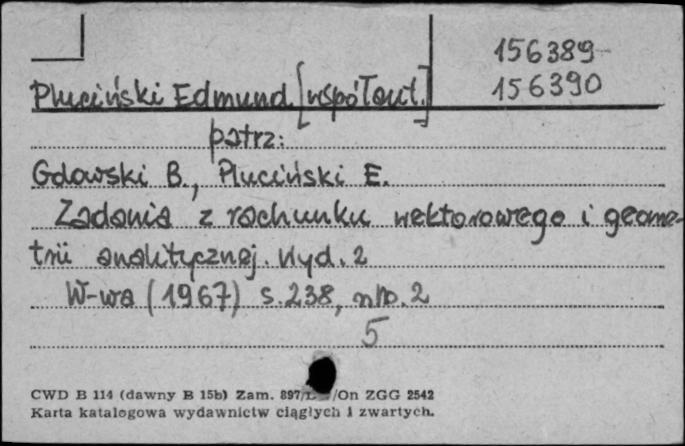 156389-
156390
Pluciński Edmund [współaut.]
patrz:
Gdowski B., Pluciński E.
Zadania z rachunku wektorowego i geome-
trii analitycznej. Wyd. 2
W-wa (1967) s. 238, nlb. 2
5
CWD B 114 (dawny B 15b) Zam. 897/ /On ZGG 2542
Karta katalogowa wydawnictw ciągłych i zwartych.